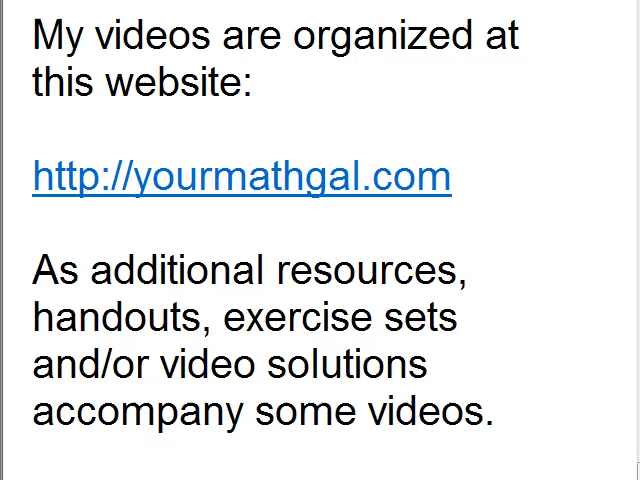 My videos are organized at
this website:
http://yourmathgal.com
As additional resources,
handouts, exercise sets
and/or video solutions
accompany some videos.